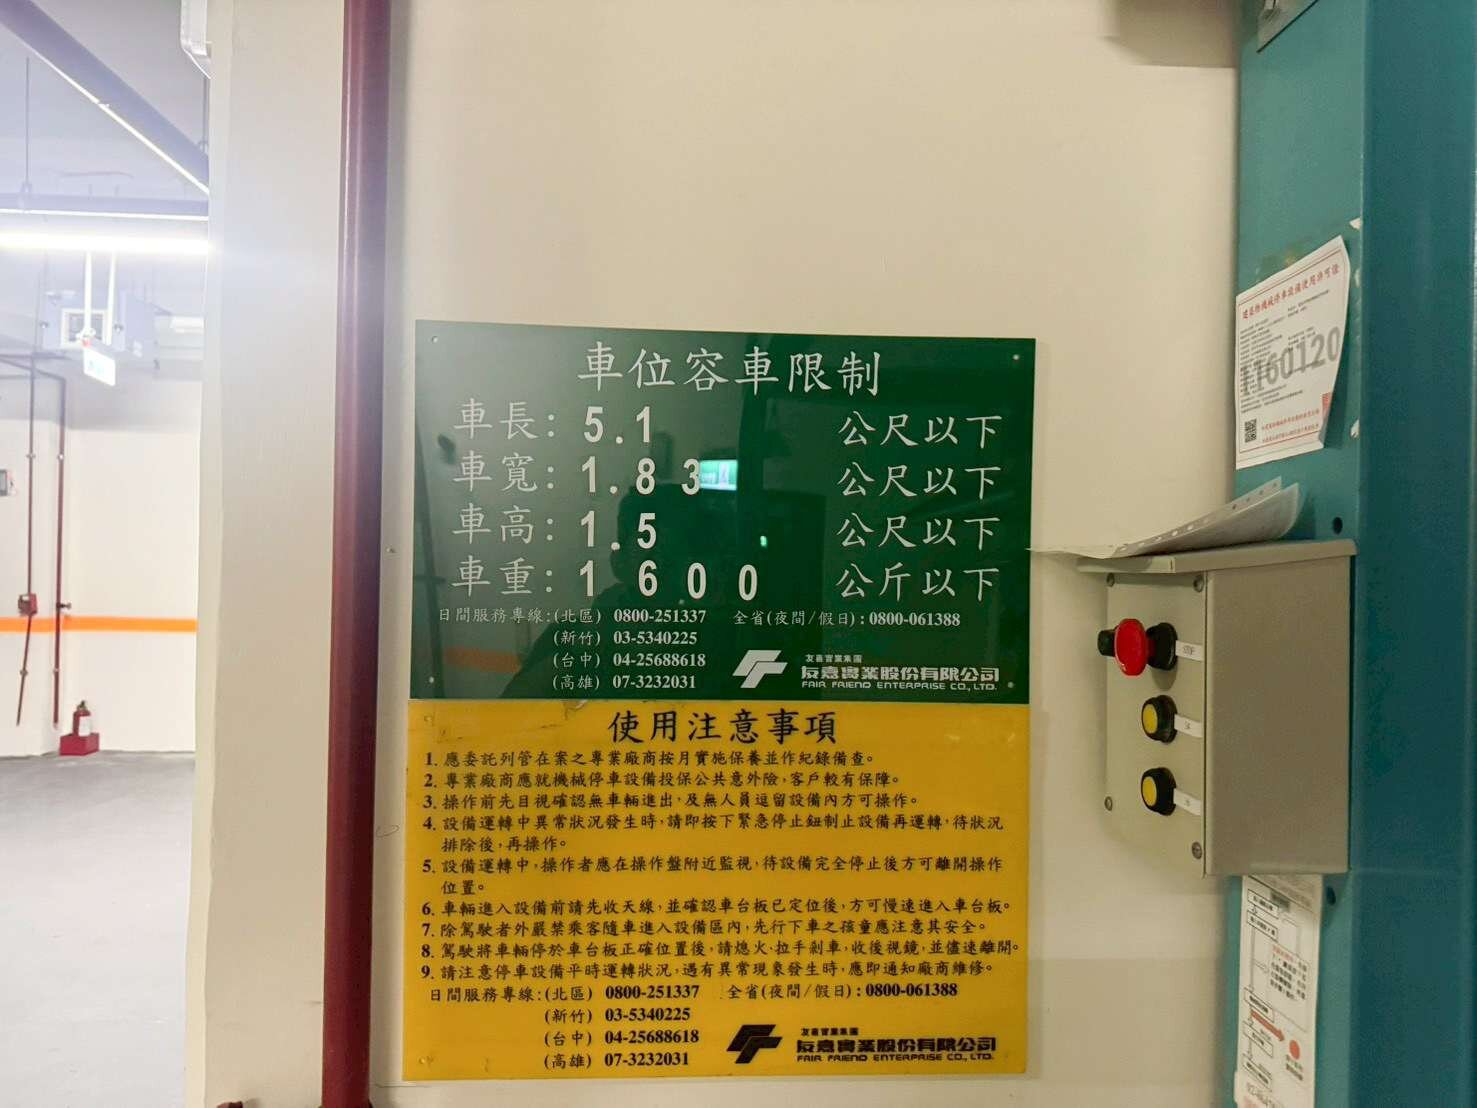 車位容車限制
車長：5.1 公尺以下
車寬：1.83 公尺以下
車高：1.5 公尺以下
車重：1600 公斤以下
日間服務專線：(北區) 0800-251337 全省(夜間/假日)：0800-061388
(新竹) 03-5340225
(台中) 04-25688618
(高雄) 07-3232031
友嘉實業集團
友嘉實業股份有限公司
FAIR FRIEND ENTERPRISE CO., LTD.
使用注意事項
1. 應委託列管在案之專業廠商按月實施保養並作紀錄備查。
2. 專業廠商應就機械停車設備投保公共意外險，客戶較有保障。
3. 操作前先目視確認無車輛進出，及無人員逗留設備內方可操作。
4. 設備運轉中異常狀況發生時，請即按下緊急停止鈕制止設備再運轉，待狀況
排除後，再操作。
5. 設備運轉中，操作者應在操作盤附近監視，待設備完全停止後方可離開操作
位置。
6. 車輛進入設備前請先收天線，並確認車台板已定位後，方可慢速進入車台板。
7. 除駕駛者外嚴禁乘客隨車進入設備區內，先行下車之孩童應注意其安全。
8. 駕駛將車輛停於車台板正確位置後，請熄火、拉手剎車，收後視鏡，並儘速離開。
9. 請注意停車設備平時運轉狀況，遇有異常現象發生時，應即通知廠商維修。
日間服務專線：(北區) 0800-251337 全省(夜間/假日)：0800-061388
(新竹) 03-5340225
(台中) 04-25688618
(高雄) 07-3232031
友嘉實業集團
友嘉實業股份有限公司
FAIR FRIEND ENTERPRISE CO., LTD.
建築物機械停車設備使用許可證
1160120
STOP